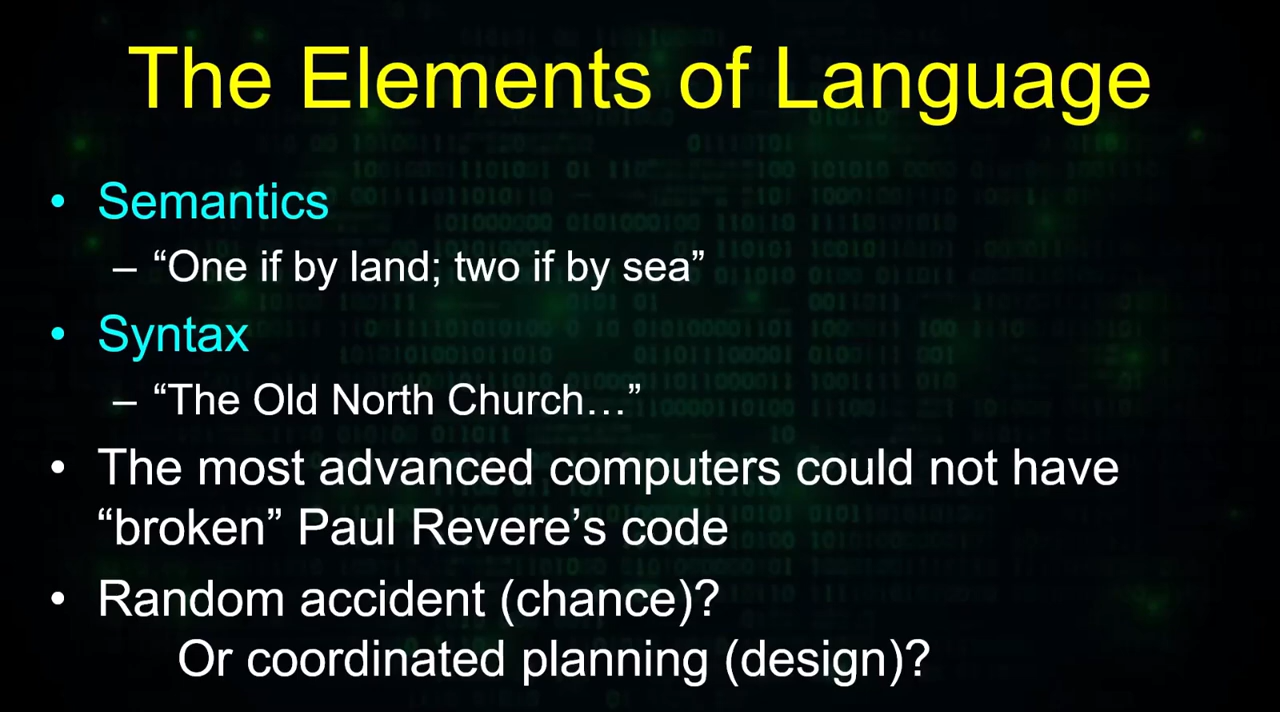 The Elements of Language
• Semantics
– “One if by land; two if by sea”
• Syntax
– “The Old North Church…”
• The most advanced computers could not have
“broken” Paul Revere’s code
• Random accident (chance)?
Or coordinated planning (design)?